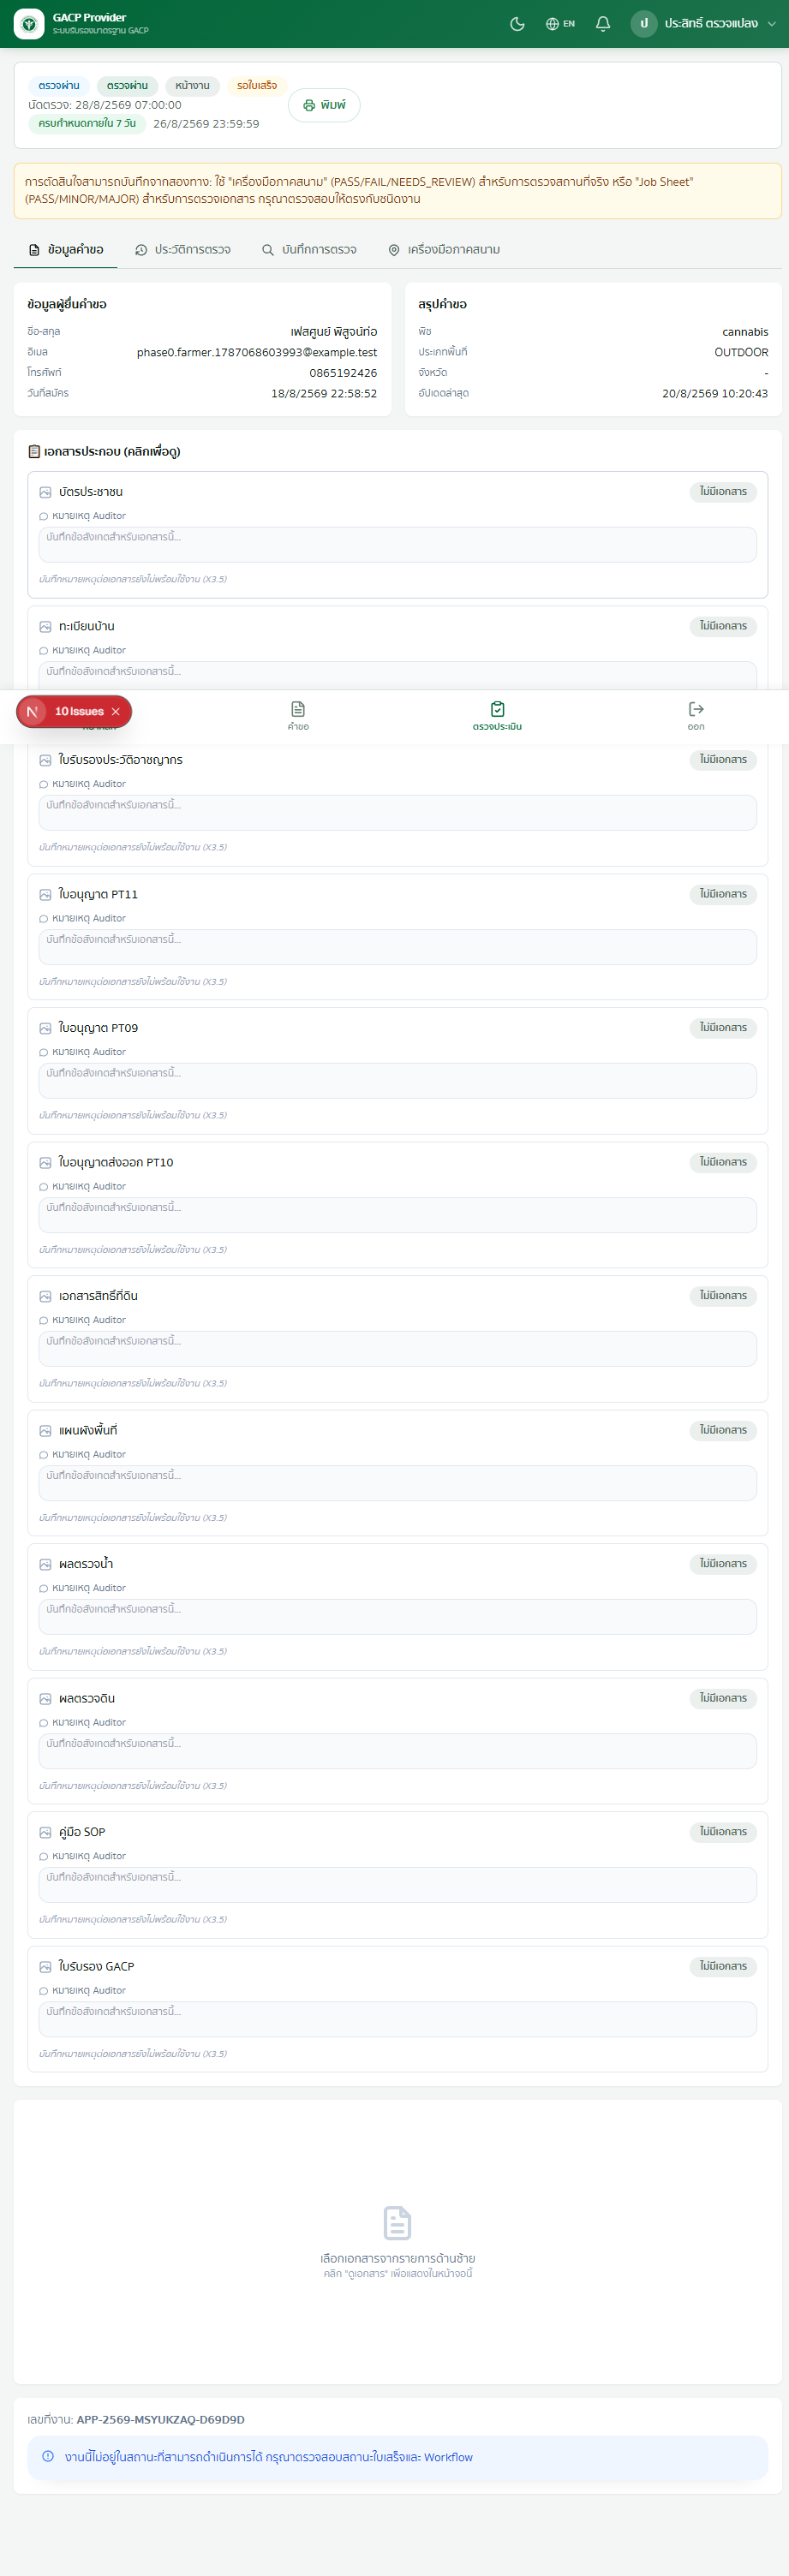 GACP Provider
ระบบรับรองมาตรฐาน GACP
EN
ป
ประสิทธิ์ ตรวจแปลง
ตรวจผ่าน
ตรวจผ่าน
หน้างาน
รอใบเสร็จ
นัดตรวจ: 28/8/2569 07:00:00
ครบกำหนดภายใน 7 วัน
26/8/2569 23:59:59
พิมพ์
การตัดสินใจสามารถบันทึกจากสองทาง: ใช้ "เครื่องมือภาคสนาม" (PASS/FAIL/NEEDS_REVIEW) สำหรับการตรวจสถานที่จริง หรือ "Job Sheet"
(PASS/MINOR/MAJOR) สำหรับการตรวจเอกสาร กรุณาตรวจสอบให้ตรงกับชนิดงาน
ข้อมูลคำขอ
ประวัติการตรวจ
บันทึกการตรวจ
เครื่องมือภาคสนาม
ข้อมูลผู้ยื่นคำขอ
ชื่อ-สกุล
เฟสศูนย์ พิสูจน์ท่อ
อีเมล
phase0.farmer.1787068603993@example.test
โทรศัพท์
0865192426
วันที่สมัคร
18/8/2569 22:58:52
สรุปคำขอ
พืช
cannabis
ประเภทพื้นที่
OUTDOOR
จังหวัด
-
อัปเดตล่าสุด
20/8/2569 10:20:43
เอกสารประกอบ (คลิกเพื่อดู)
บัตรประชาชน
ไม่มีเอกสาร
หมายเหตุ Auditor
บันทึกข้อสังเกตสำหรับเอกสารนี้...
บันทึกหมายเหตุต่อเอกสารยังไม่พร้อมใช้งาน (X3.5)
ทะเบียนบ้าน
ไม่มีเอกสาร
หมายเหตุ Auditor
บันทึกข้อสังเกตสำหรับเอกสารนี้...
N
10 Issues
คำขอ
ตรวจประเมิน
ออก
ใบรับรองประวัติอาชญากร
ไม่มีเอกสาร
หมายเหตุ Auditor
บันทึกข้อสังเกตสำหรับเอกสารนี้...
บันทึกหมายเหตุต่อเอกสารยังไม่พร้อมใช้งาน (X3.5)
ใบอนุญาต PT11
ไม่มีเอกสาร
หมายเหตุ Auditor
บันทึกข้อสังเกตสำหรับเอกสารนี้...
บันทึกหมายเหตุต่อเอกสารยังไม่พร้อมใช้งาน (X3.5)
ใบอนุญาต PT09
ไม่มีเอกสาร
หมายเหตุ Auditor
บันทึกข้อสังเกตสำหรับเอกสารนี้...
บันทึกหมายเหตุต่อเอกสารยังไม่พร้อมใช้งาน (X3.5)
ใบอนุญาตส่งออก PT10
ไม่มีเอกสาร
หมายเหตุ Auditor
บันทึกข้อสังเกตสำหรับเอกสารนี้...
บันทึกหมายเหตุต่อเอกสารยังไม่พร้อมใช้งาน (X3.5)
เอกสารสิทธิ์ที่ดิน
ไม่มีเอกสาร
หมายเหตุ Auditor
บันทึกข้อสังเกตสำหรับเอกสารนี้...
บันทึกหมายเหตุต่อเอกสารยังไม่พร้อมใช้งาน (X3.5)
แผนผังพื้นที่
ไม่มีเอกสาร
หมายเหตุ Auditor
บันทึกข้อสังเกตสำหรับเอกสารนี้...
บันทึกหมายเหตุต่อเอกสารยังไม่พร้อมใช้งาน (X3.5)
ผลตรวจน้ำ
ไม่มีเอกสาร
หมายเหตุ Auditor
บันทึกข้อสังเกตสำหรับเอกสารนี้...
บันทึกหมายเหตุต่อเอกสารยังไม่พร้อมใช้งาน (X3.5)
ผลตรวจดิน
ไม่มีเอกสาร
หมายเหตุ Auditor
บันทึกข้อสังเกตสำหรับเอกสารนี้...
บันทึกหมายเหตุต่อเอกสารยังไม่พร้อมใช้งาน (X3.5)
คู่มือ SOP
ไม่มีเอกสาร
หมายเหตุ Auditor
บันทึกข้อสังเกตสำหรับเอกสารนี้...
บันทึกหมายเหตุต่อเอกสารยังไม่พร้อมใช้งาน (X3.5)
ใบรับรอง GACP
ไม่มีเอกสาร
หมายเหตุ Auditor
บันทึกข้อสังเกตสำหรับเอกสารนี้...
บันทึกหมายเหตุต่อเอกสารยังไม่พร้อมใช้งาน (X3.5)
เลือกเอกสารจากรายการด้านซ้าย
คลิก "ดูเอกสาร" เพื่อแสดงในหน้าจอนี้
เลขที่งาน: APP-2569-MSYUKZAQ-D69D9D
งานนี้ไม่อยู่ในสถานะที่สามารถดำเนินการได้ กรุณาตรวจสอบสถานะใบเสร็จและ Workflow